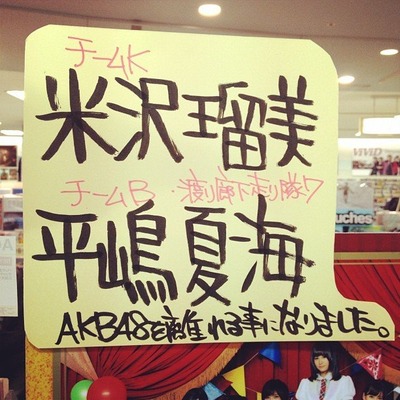 チームK
米沢瑠美
チームB 渡り廊下走り隊7
平嶋夏海
AKB48を離れる事になりました。
ViViD
uches